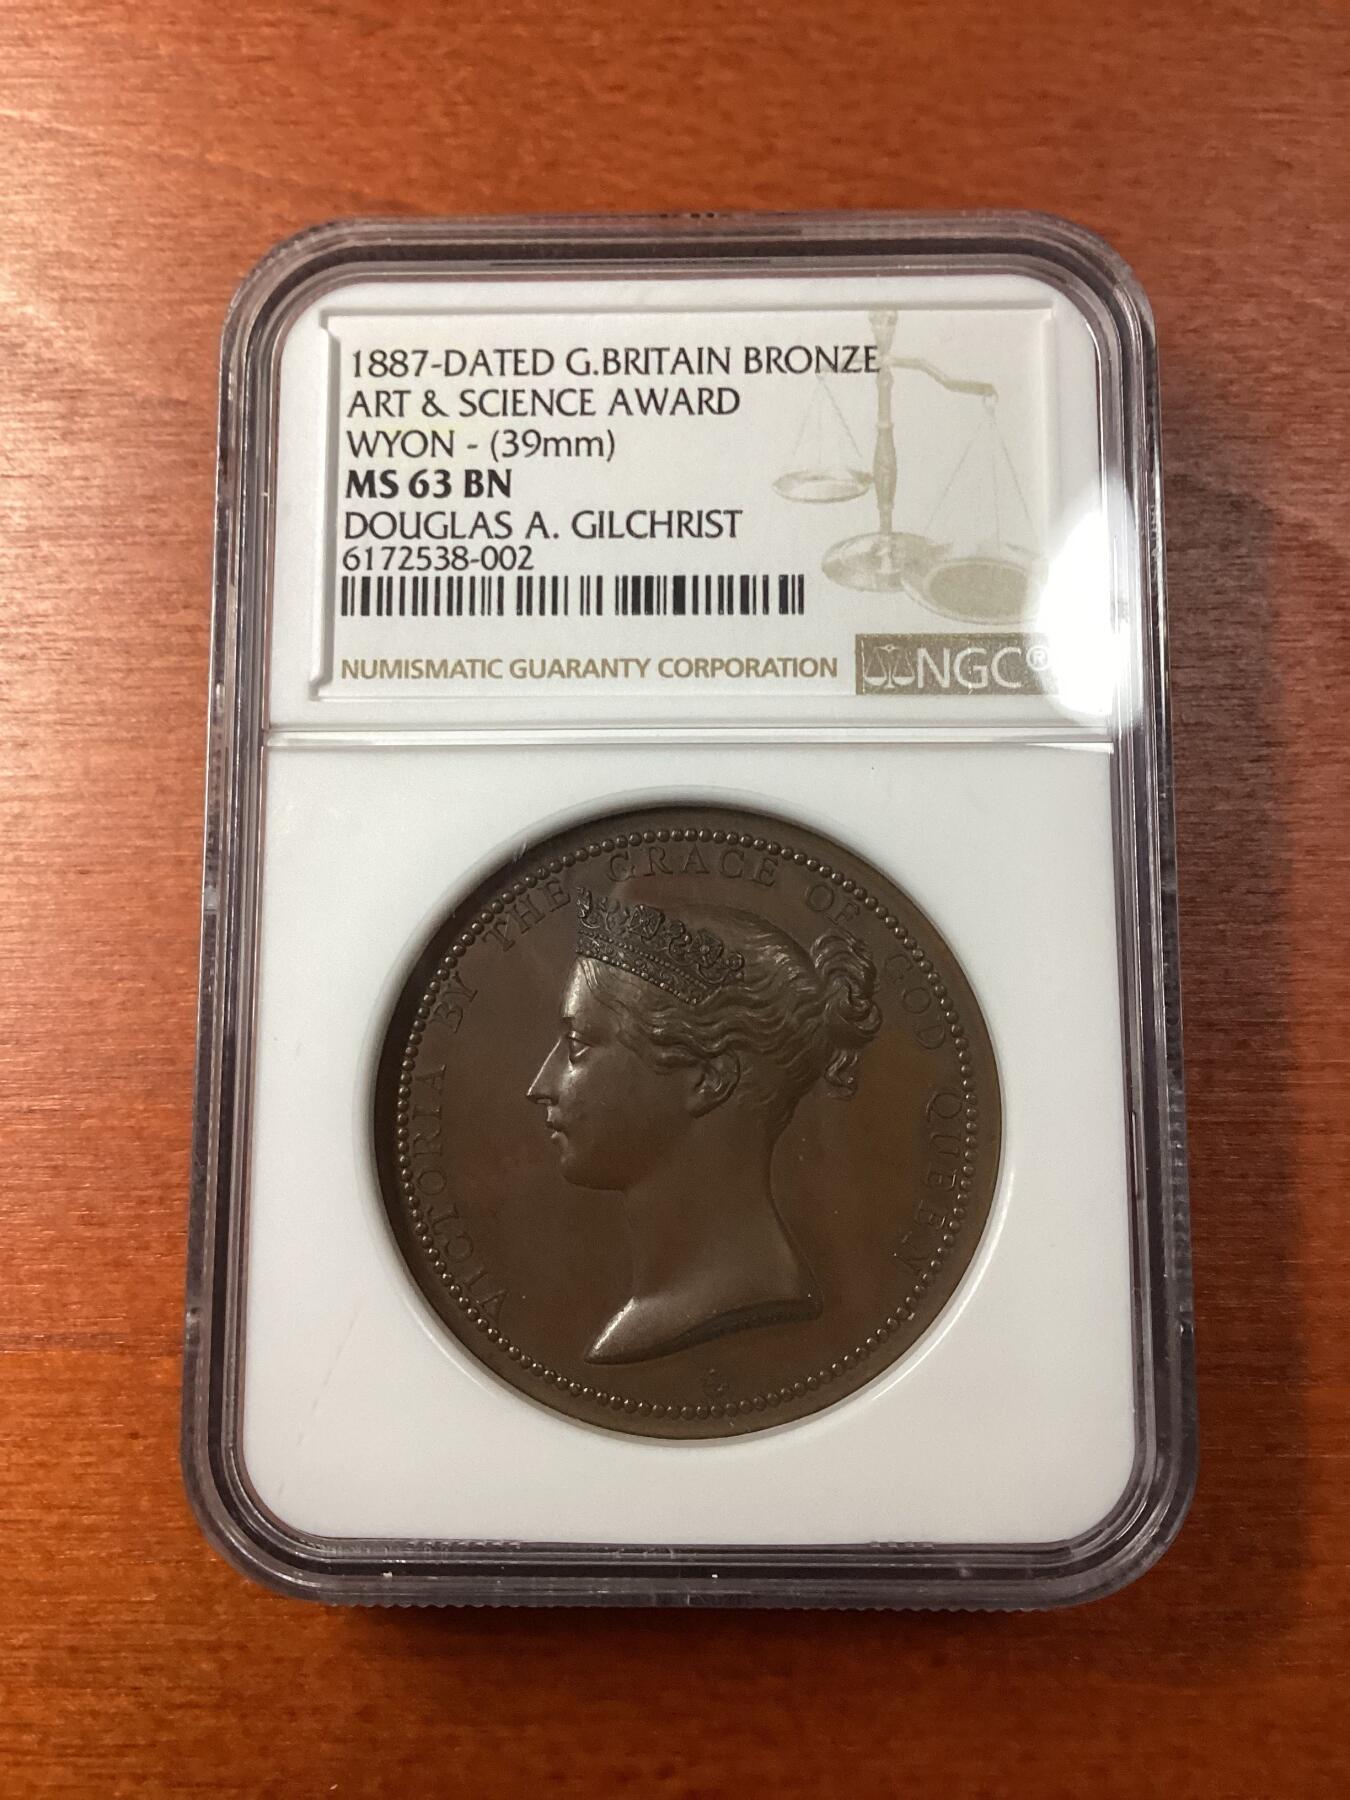 1887-DATED G.BRITAIN BRONZE
ART & SCIENCE AWARD
WYON - (39mm)
MS 63 BN
DOUGLAS A. GILCHRIST
6172538-002
NUMISMATIC GUARANTY CORPORATION
NGC®
VICTORIA BY THE GRACE OF GOD QUEEN